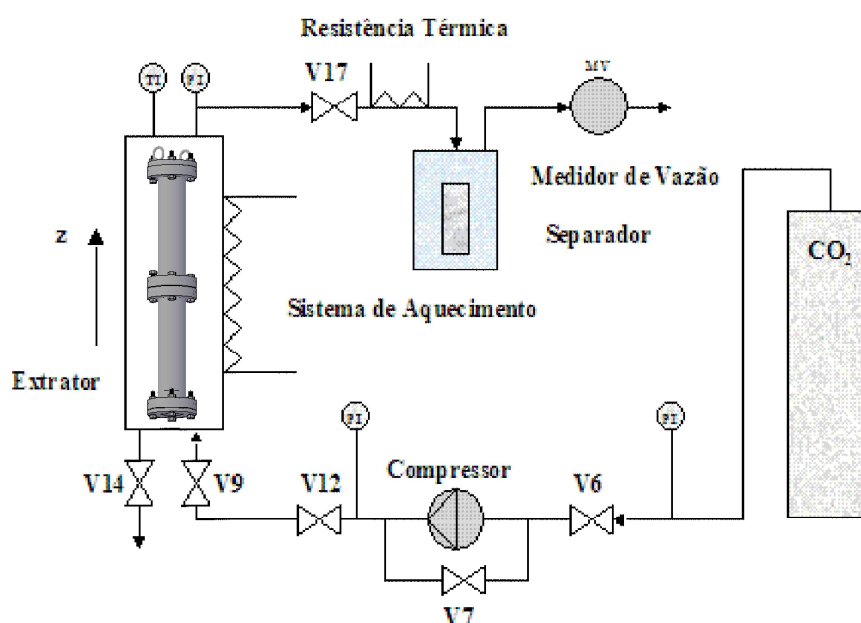 Resistência Térmica
TI
PI
V17
MV
Medidor de Vazão
Separador
CO2
z
Sistema de Aquecimento
Extrator
PI
PI
V14
V9
V12
Compressor
V6
V7